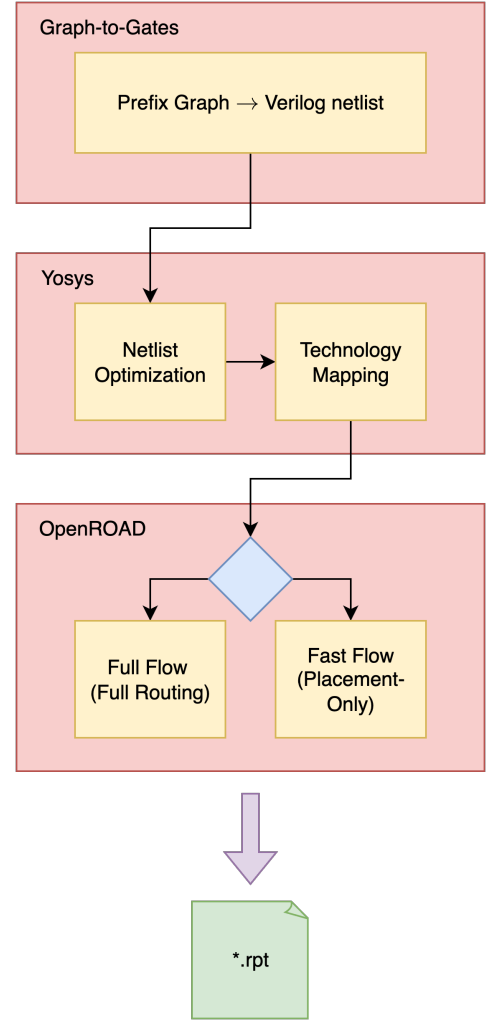 Graph-to-Gates
Prefix Graph → Verilog netlist
Yosys
Netlist
Optimization
Technology
Mapping
OpenROAD
Full Flow
(Full Routing)
Fast Flow
(Placement-
Only)
*.rpt